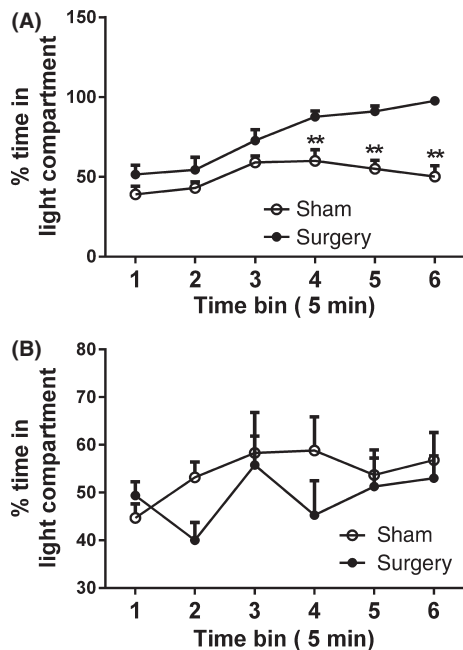 (A)
150
100
50
0
% time in
light compartment
** ** **
Sham
Surgery
1 2 3 4 5 6
Time bin ( 5 min)
(B)
80
70
60
50
40
30
% time in
light compartment
Sham
Surgery
1 2 3 4 5 6
Time bin ( 5 min)